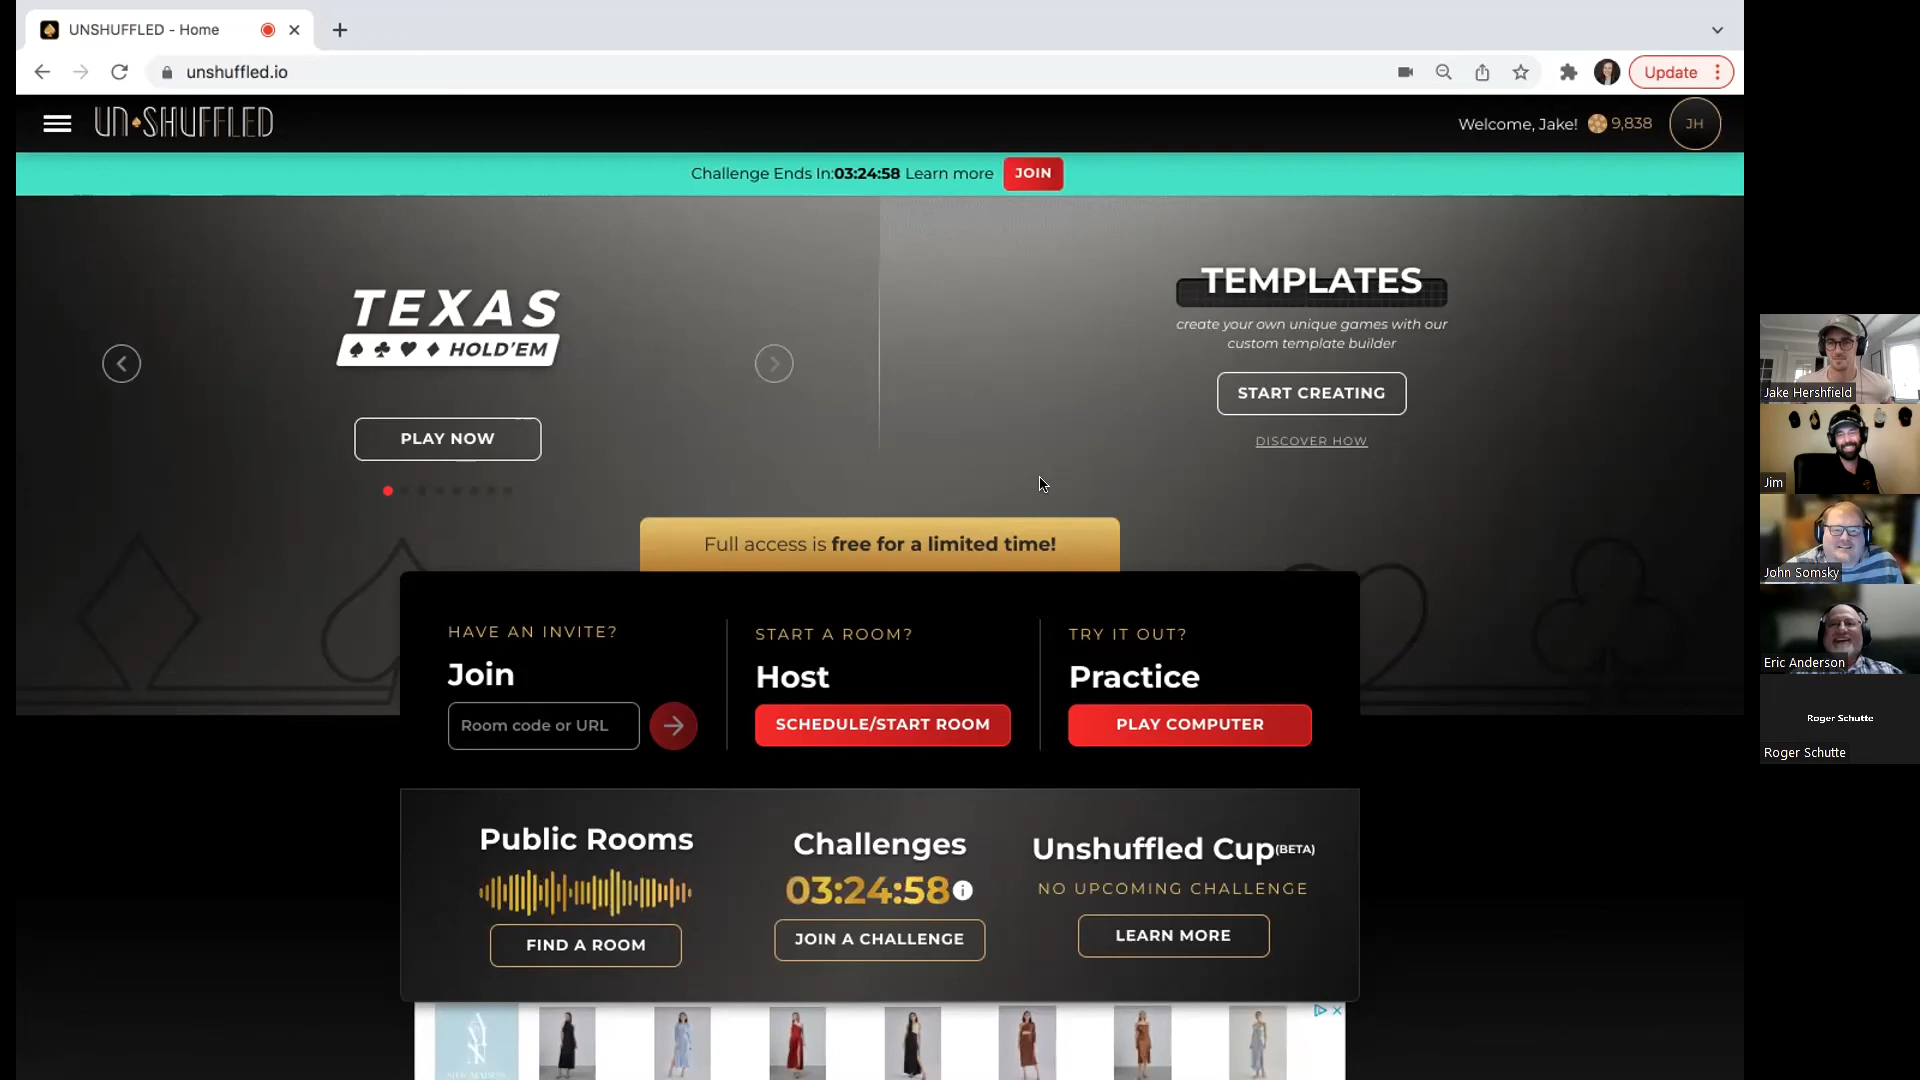 UNSHUFFLED - Home
unshuffled.io
Update
UN SHUFFLED
Welcome, Jake! 9,838 JH
Challenge Ends In:03:24:58 Learn more JOIN
TEXAS
HOLD'EM
PLAY NOW
TEMPLATES
create your own unique games with our
custom template builder
START CREATING
DISCOVER HOW
Full access is free for a limited time!
HAVE AN INVITE?
Join
Room code or URL
START A ROOM?
Host
SCHEDULE/START ROOM
TRY IT OUT?
Practice
PLAY COMPUTER
Public Rooms
FIND A ROOM
Challenges
03:24:58
JOIN A CHALLENGE
Unshuffled Cup(BETA)
NO UPCOMING CHALLENGE
LEARN MORE
Jake Hershfield
Jim
John Somsky
Eric Anderson
Roger Schutte
Roger Schutte